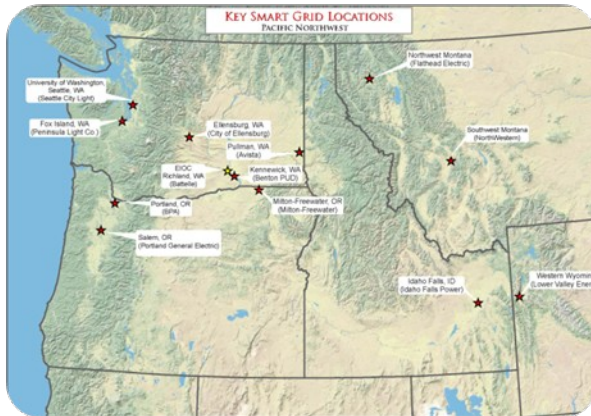 KEY SMART GRID LOCATIONS
PACIFIC NORTHWEST
Northwest Montana
(Flathead Electric)
University of Washington,
Seattle, WA
(Seattle City Light)
Fox Island, WA
(Peninsula Light Co.)
Ellensburg, WA
(City of Ellensburg)
Pullman, WA
(Avista)
Southwest Montana
(NorthWestern)
EIOC
Richland, WA
(Battelle)
Kennewick, WA
(Benton PUD)
Milton-Freewater, OR
(Milton-Freewater)
Portland, OR
(BPA)
Salem, OR
(Portland General Electric)
Idaho Falls, ID
(Idaho Falls Power)
Western Wyomi
(Lower Valley Ener